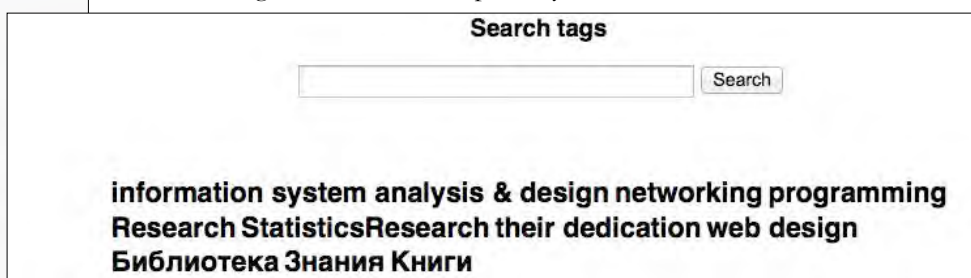 Search tags
Search
information system analysis & design networking programming
Research StatisticsResearch their dedication web design
Библиотека Знания Книги